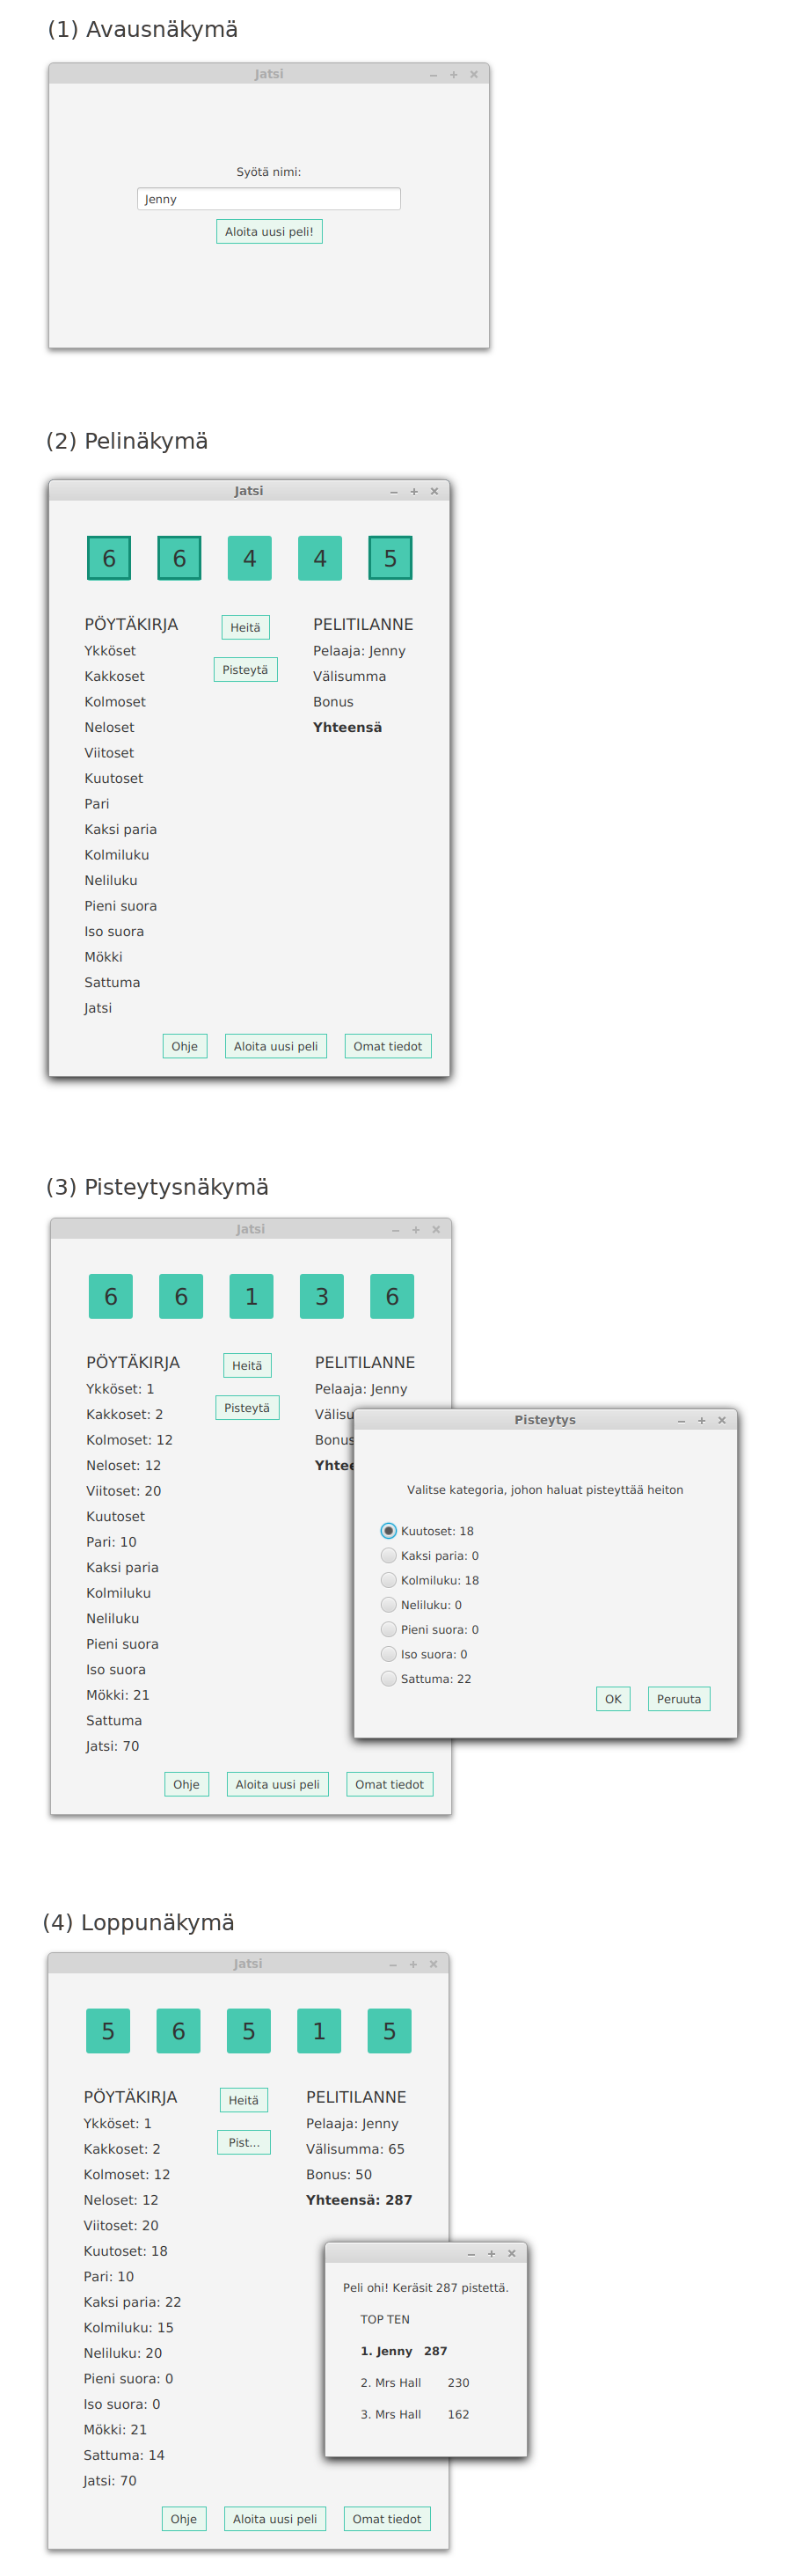 (1) Avausnäkymä
Jatsi
Syötä nimi:
Jenny
Aloita uusi peli!
(2) Pelinäkymä
Jatsi
6 6 4 4 5
PÖYTÄKIRJA
Ykköset
Kakkoset
Kolmoset
Neloset
Viitoset
Kuutoset
Pari
Kaksi paria
Kolmiluku
Neliluku
Pieni suora
Iso suora
Mökki
Sattuma
Jatsi
Heitä
Pisteytä
PELITILANNE
Pelaaja: Jenny
Välisumma
Bonus
Yhteensä
Ohje
Aloita uusi peli
Omat tiedot
(3) Pisteytysnäkymä
Jatsi
6 6 1 3 6
PÖYTÄKIRJA
Ykköset: 1
Kakkoset: 2
Kolmoset: 12
Neloset: 12
Viitoset: 20
Kuutoset
Pari: 10
Kaksi paria
Kolmiluku
Neliluku
Pieni suora
Iso suora
Mökki: 21
Sattuma
Jatsi: 70
Heitä
Pisteytä
PELITILANNE
Pelaaja: Jenny
Välisu
Bonus
Yhtee
Pisteytys
Valitse kategoria, johon haluat pisteyttää heiton
Kuutoset: 18
Kaksi paria: 0
Kolmiluku: 18
Neliluku: 0
Pieni suora: 0
Iso suora: 0
Sattuma: 22
OK
Peruuta
Ohje
Aloita uusi peli
Omat tiedot
(4) Loppunäkymä
Jatsi
5 6 5 1 5
PÖYTÄKIRJA
Ykköset: 1
Kakkoset: 2
Kolmoset: 12
Neloset: 12
Viitoset: 20
Kuutoset: 18
Pari: 10
Kaksi paria: 22
Kolmiluku: 15
Neliluku: 20
Pieni suora: 0
Iso suora: 0
Mökki: 21
Sattuma: 14
Jatsi: 70
Heitä
Pist...
PELITILANNE
Pelaaja: Jenny
Välisumma: 65
Bonus: 50
Yhteensä: 287
Peli ohi! Keräsit 287 pistettä.
TOP TEN
1. Jenny 287
2. Mrs Hall 230
3. Mrs Hall 162
Ohje
Aloita uusi peli
Omat tiedot